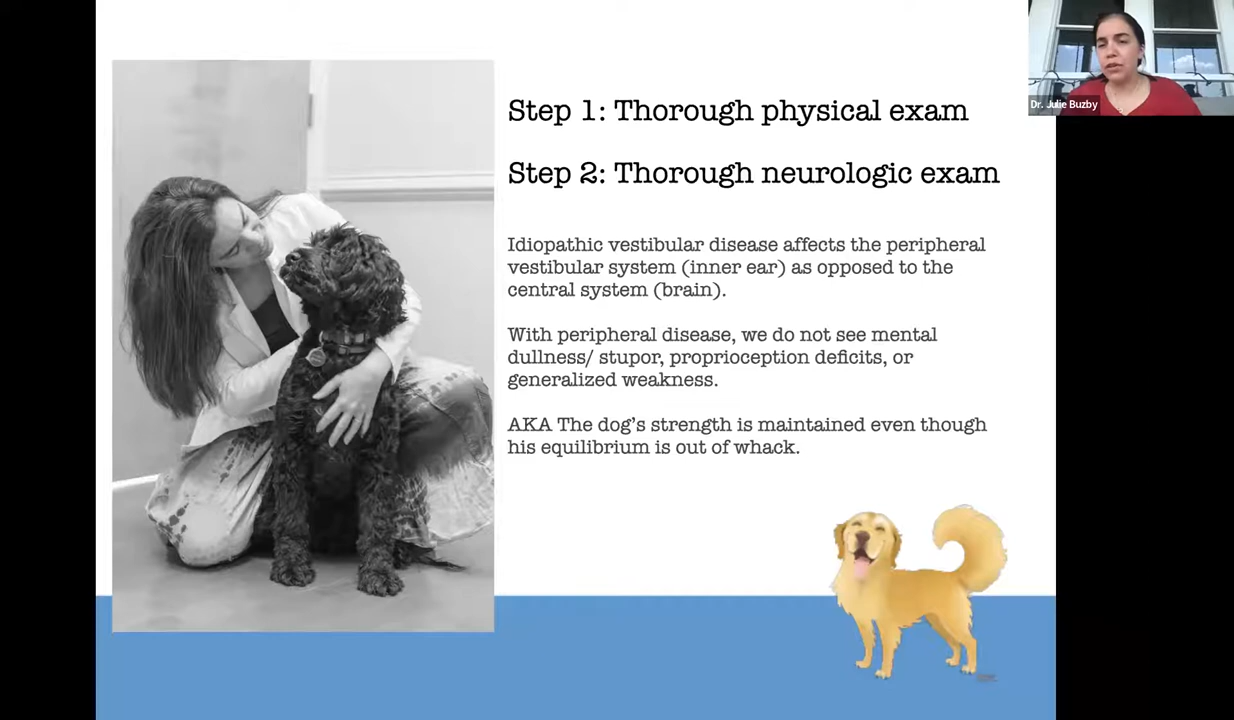 Step 1: Thorough physical exam
Dr. Julie Buzby
Step 2: Thorough neurologic exam
Idiopathic vestibular disease affects the peripheral
vestibular system (inner ear) as opposed to the
central system (brain).
With peripheral disease, we do not see mental
dullness/ stupor, proprioception deficits, or
generalized weakness.
AKA The dog's strength is maintained even though
his equilibrium is out of whack.